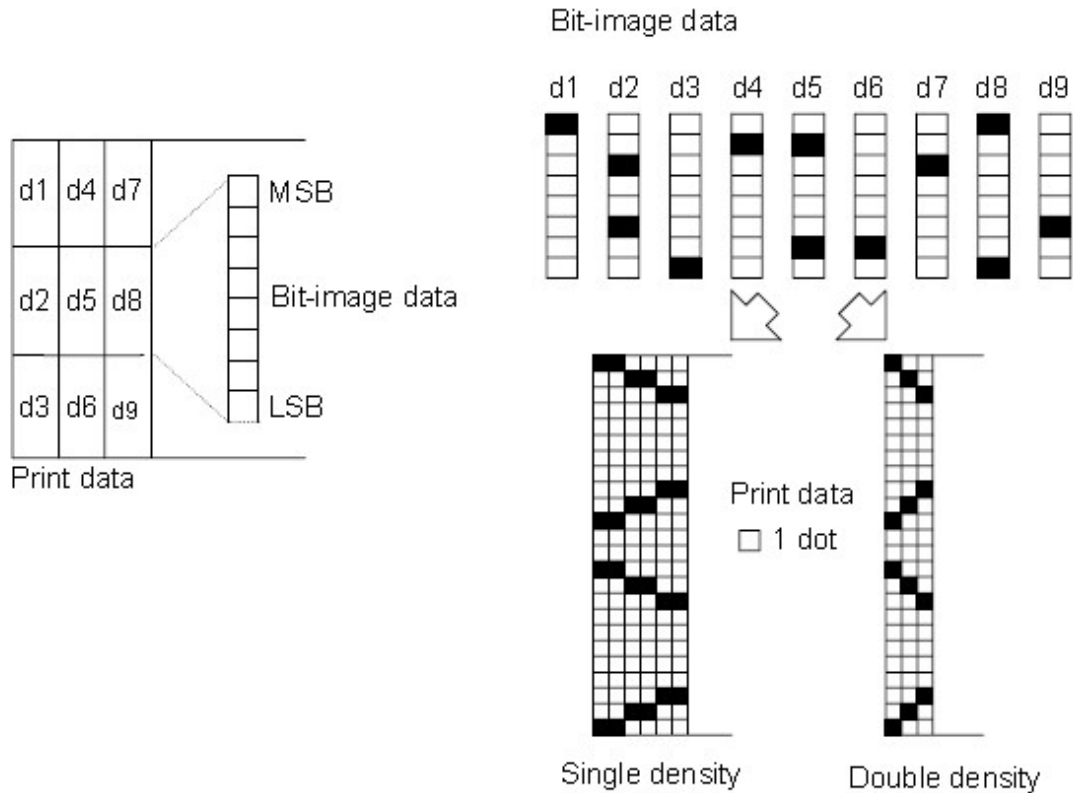 Bit-image data
d1 d2 d3 d4 d5 d6 d7 d8 d9
d1 d4 d7
MSB
d2 d5 d8
Bit-image data
d3 d6 d9
LSB
Print data
Print data
1 dot
Single density
Double density